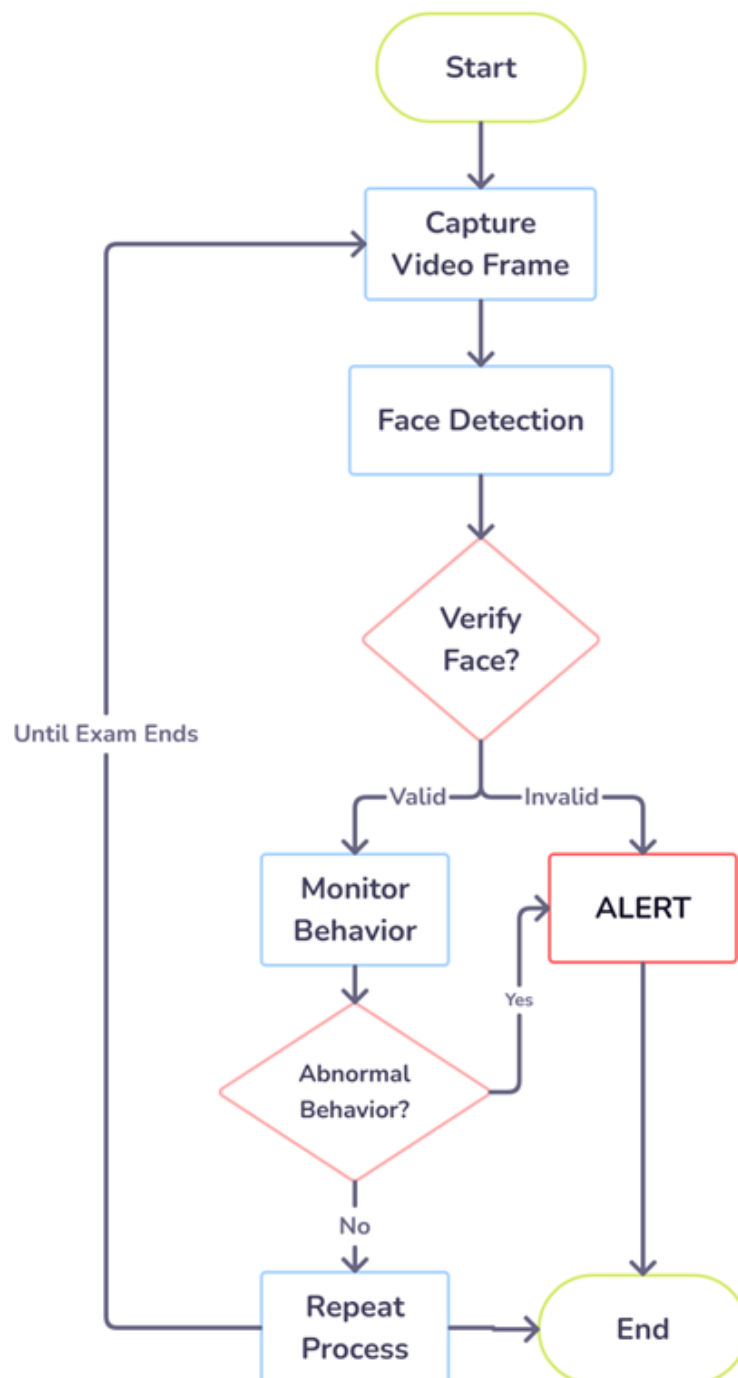 Start
Capture
Video Frame
Face Detection
Verify
Face?
Until Exam Ends
Valid
Invalid
Monitor
Behavior
ALERT
Yes
Abnormal
Behavior?
No
Repeat
Process
End